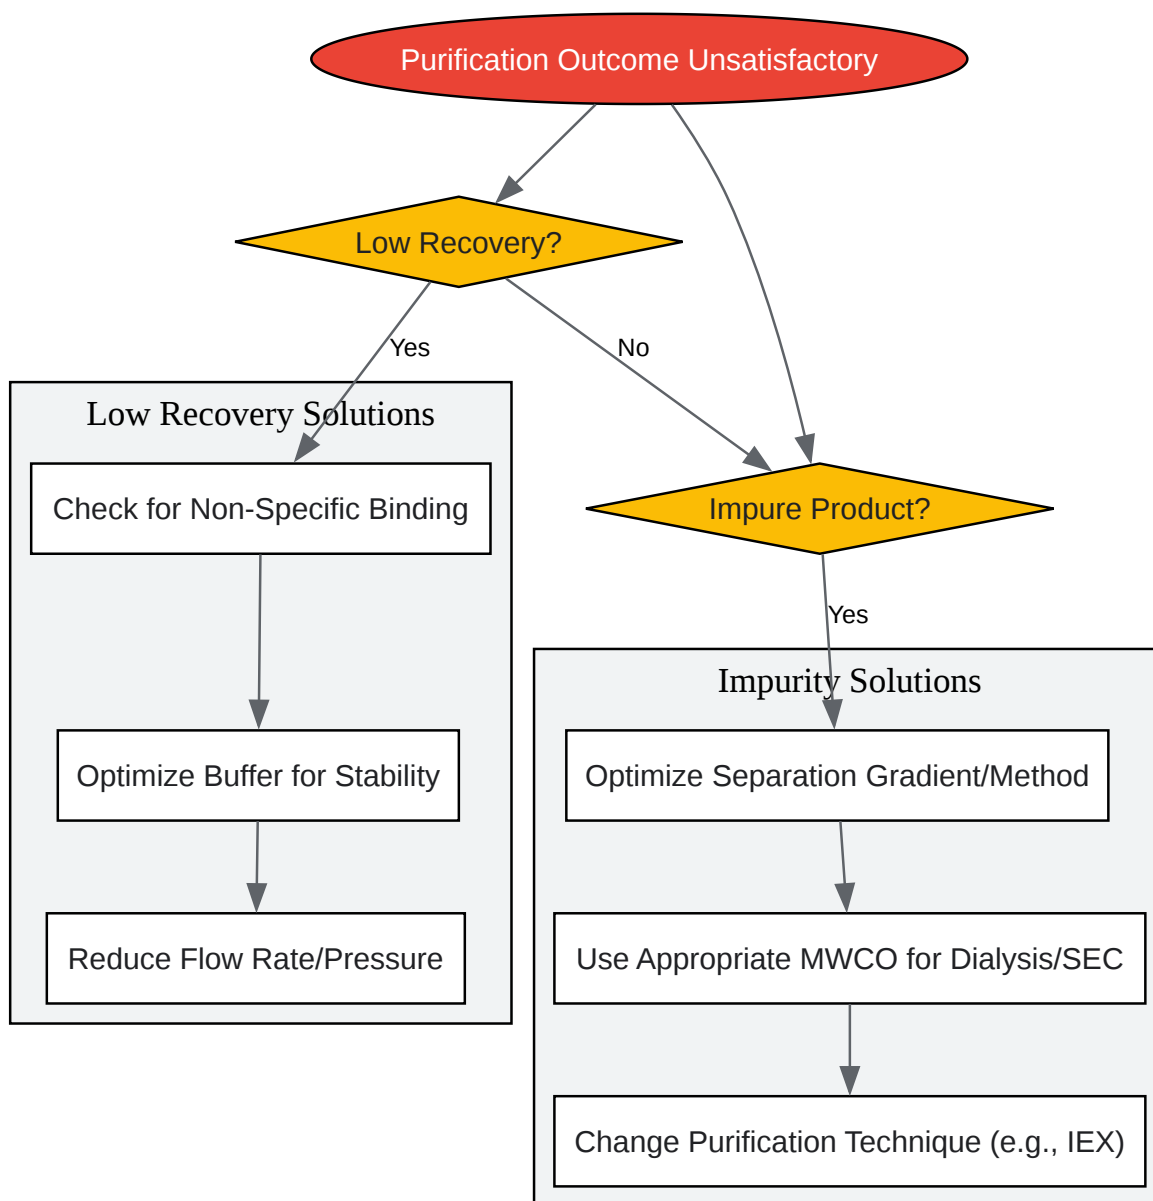 Purification Outcome Unsatisfactory
Low Recovery?
Yes
No
Low Recovery Solutions
Check for Non-Specific Binding
Impure Product?
Yes
Impurity Solutions
Optimize Buffer for Stability
Optimize Separation Gradient/Method
Reduce Flow Rate/Pressure
Use Appropriate MWCO for Dialysis/SEC
Change Purification Technique (e.g., IEX)